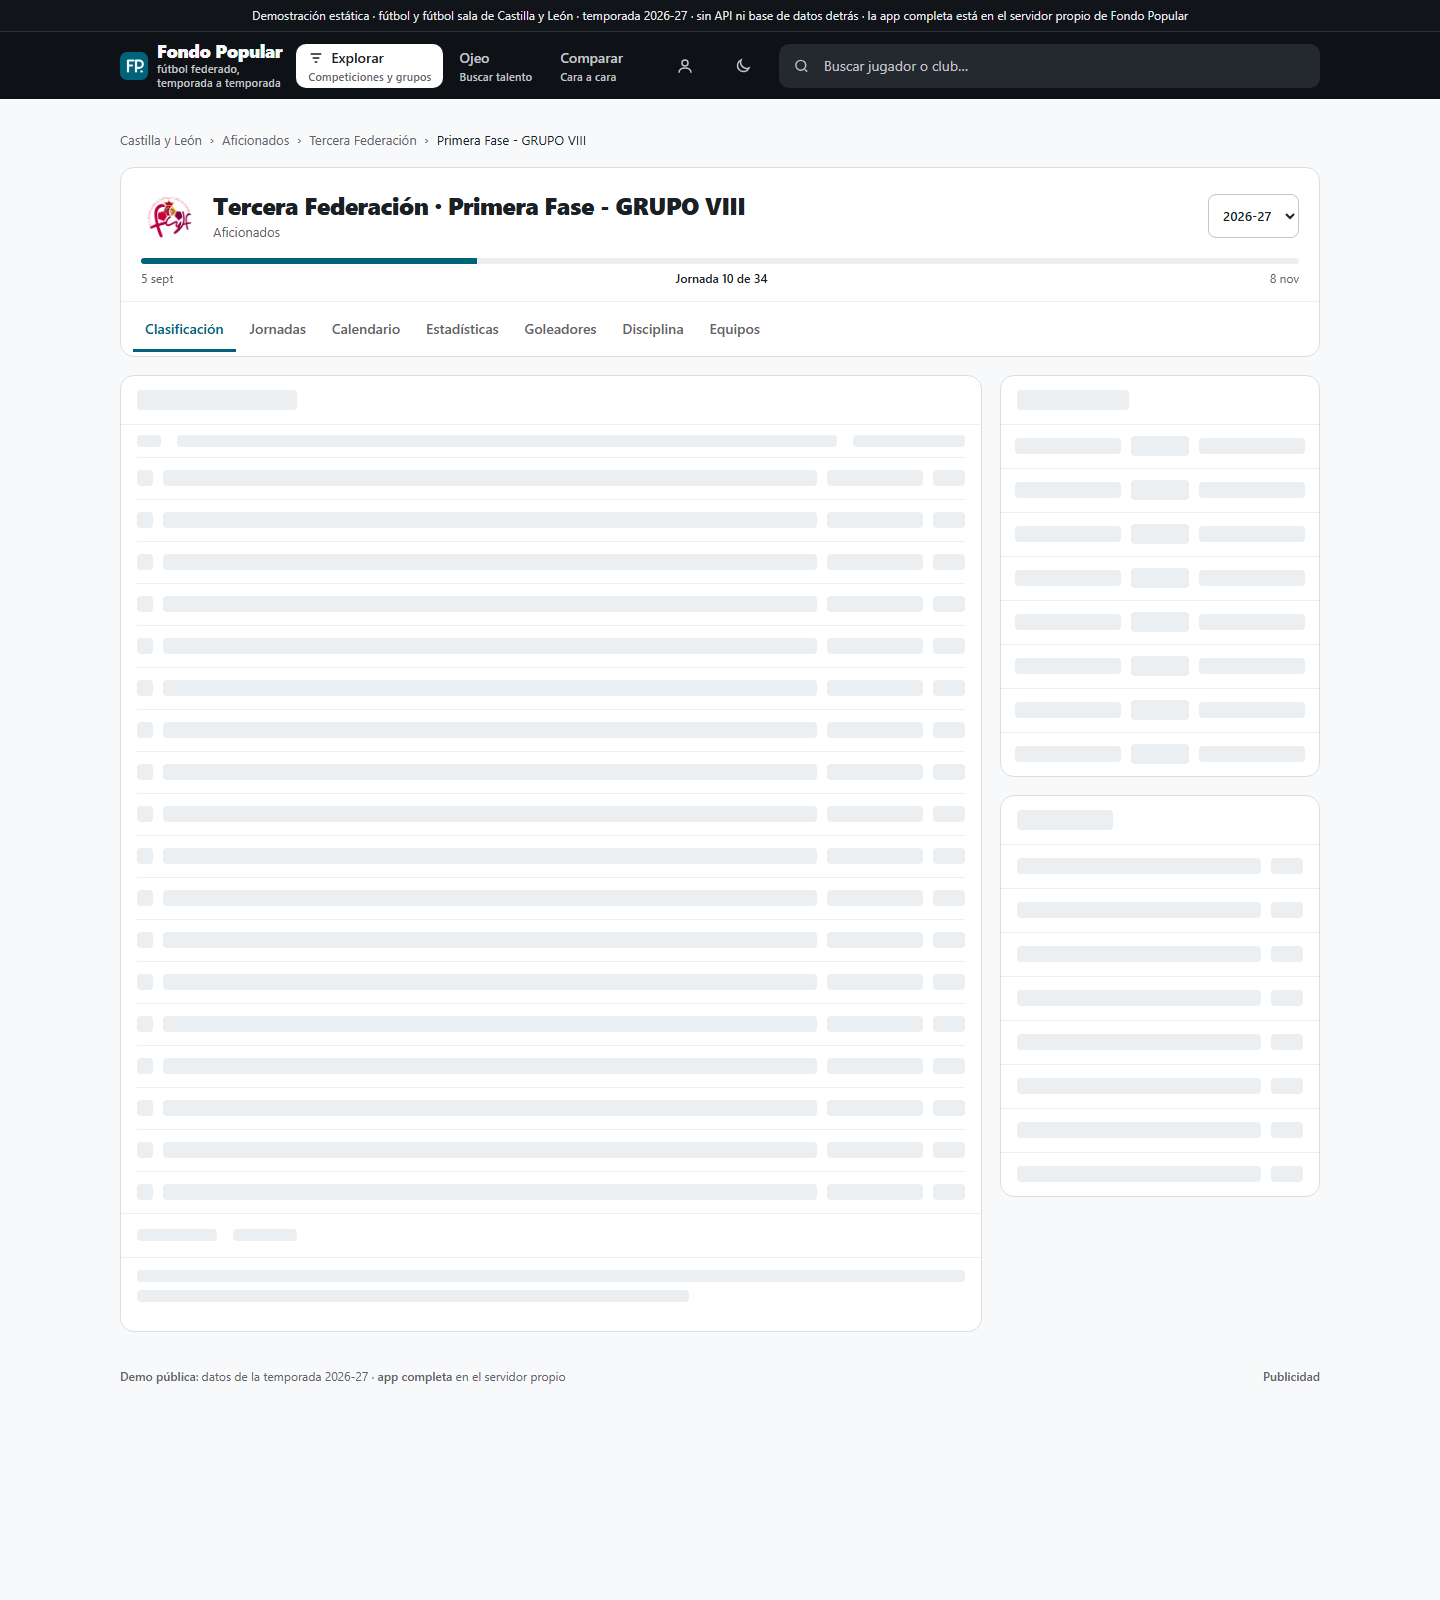 Demostración estática · fútbol y fútbol sala de Castilla y León · temporada 2026-27 · sin API ni base de datos detrás · la app completa está en el servidor propio de Fondo Popular
FP
Fondo Popular
fútbol federado,
temporada a temporada
Explorar
Competiciones y grupos
Ojeo
Buscar talento
Comparar
Cara a cara
Buscar jugador o club...
Castilla y León › Aficionados › Tercera Federación › Primera Fase - GRUPO VIII
Tercera Federación · Primera Fase - GRUPO VIII
Aficionados
2026-27
5 sept
Jornada 10 de 34
8 nov
Clasificación
Jornadas
Calendario
Estadísticas
Goleadores
Disciplina
Equipos
Demo pública: datos de la temporada 2026-27 · app completa en el servidor propio
Publicidad